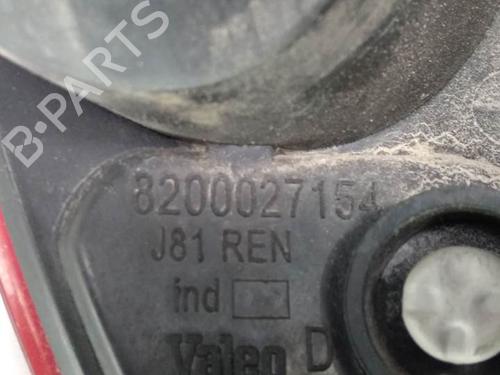 B-PARTS
8200027154
J81 REN
ind
Valeo D